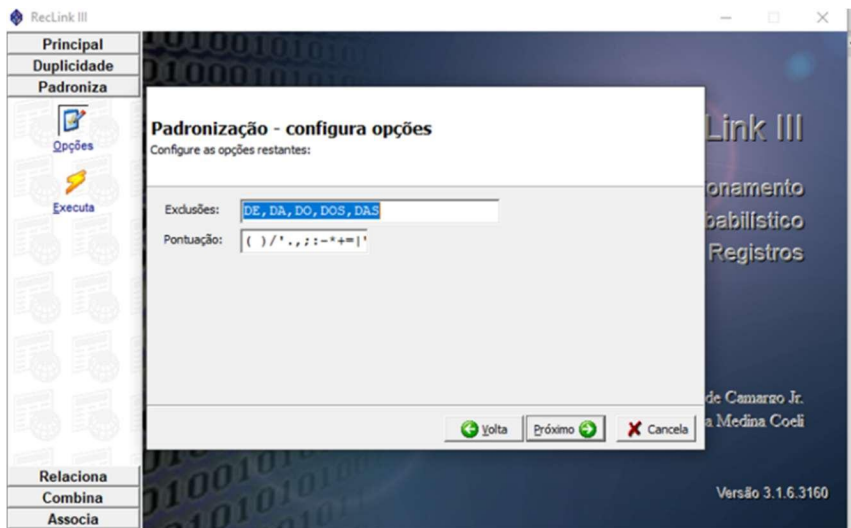 RecLink III
Principal
Duplicidade
Padroniza
Opções
Executa
Relaciona
Combina
Associa
Padronização - configura opções
Configure as opções restantes:
Exclusões: DE,DA,DO,DOS,DAS
Pontuação: ( )/'.,;:-*+=|'
Volta Próximo Cancela
Link III
onamento
babilístico
Registros
de Camargo Jr.
a Medina Coeli
Versão 3.1.6.3160